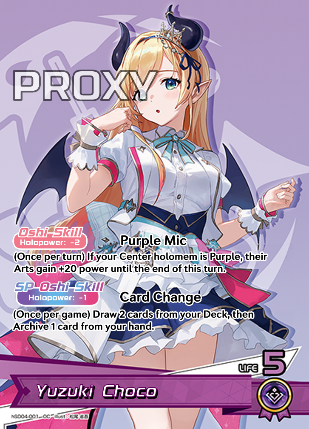 PROXY
Oshi Skill
Holopower: -2
Purple Mic
(Once per turn) If your Center holomem is Purple, their
Arts gain +20 power until the end of this turn.
SP Oshi Skill
Holopower: -1
Card Change
(Once per game) Draw 2 cards from your Deck, then
Archive 1 card from your hand.
LIFE 5
Yuzuki Choco